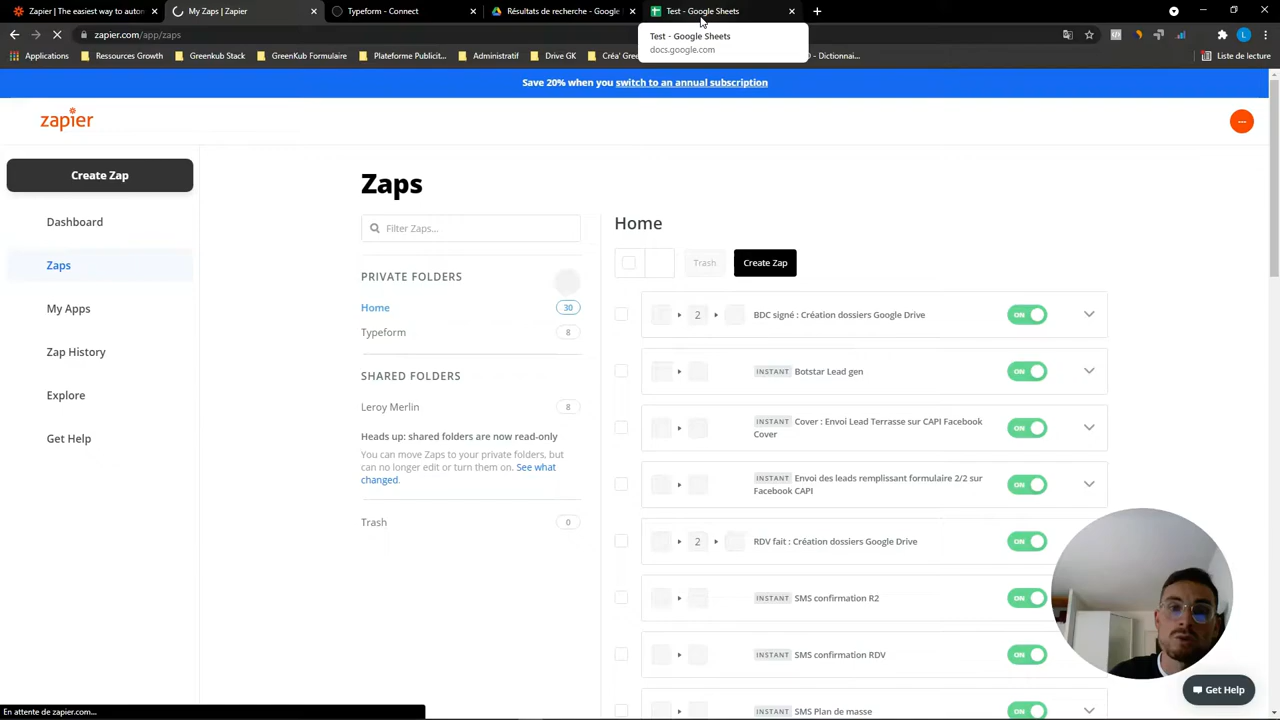 Zapier | The easiest way to autom
My Zaps | Zapier
Typeform - Connect
Résultats de recherche - Google
Test - Google Sheets
zapier.com/app/zaps
Test - Google Sheets
docs.google.com
Applications
Ressources Growth
Greenkub Stack
GreenKub Formulaire
Plateforme Publicit...
Administratif
Drive GK
Créa' Gree
- Dictionnai...
Liste de lecture
Save 20% when you switch to an annual subscription
zapier
Create Zap
Dashboard
Zaps
My Apps
Zap History
Explore
Get Help
Zaps
Filter Zaps...
PRIVATE FOLDERS
Home 30
Typeform 8
SHARED FOLDERS
Leroy Merlin 8
Heads up: shared folders are now read-only
You can move Zaps to your private folders, but
can no longer edit or turn them on. See what
changed.
Trash 0
Home
Trash
Create Zap
2 BDC signé : Création dossiers Google Drive ON
INSTANT Botstar Lead gen ON
INSTANT Cover : Envoi Lead Terrasse sur CAPI Facebook
Cover ON
INSTANT Envoi des leads remplissant formulaire 2/2 sur
Facebook CAPI ON
2 RDV fait : Création dossiers Google Drive ON
INSTANT SMS confirmation R2 ON
INSTANT SMS confirmation RDV ON
INSTANT SMS Plan de masse ON
Get Help
En attente de zapier.com...